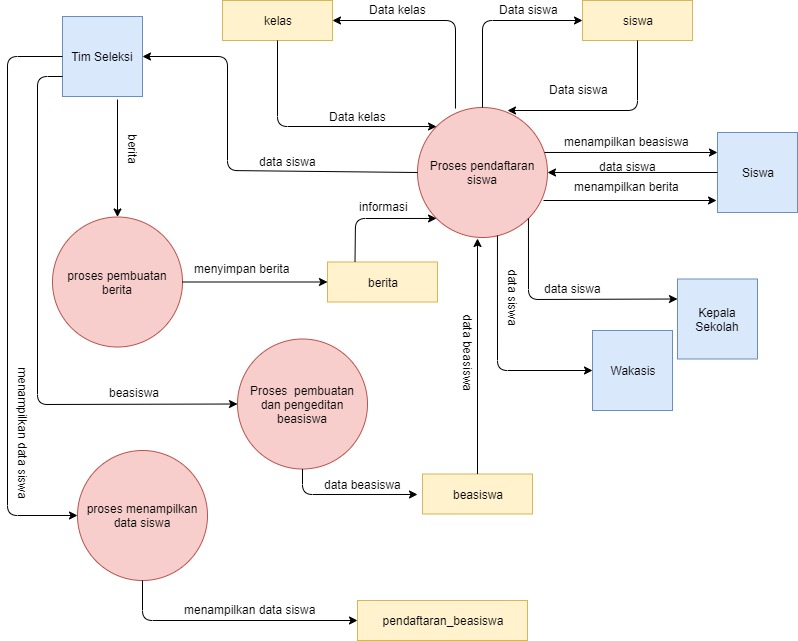 Data kelas
Data siswa
kelas
siswa
Tim Seleksi
Data siswa
Data kelas
berita
menampilkan beasiswa
data siswa
Proses pendaftaran
siswa
data siswa
Siswa
menampilkan berita
informasi
proses pembuatan
berita
menyimpan berita
berita
data siswa
data siswa
Kepala
Sekolah
data beasiswa
Wakasis
menampilkan data siswa
beasiswa
Proses pembuatan
dan pengeditan
beasiswa
data beasiswa
beasiswa
proses menampilkan
data siswa
menampilkan data siswa
pendaftaran_beasiswa